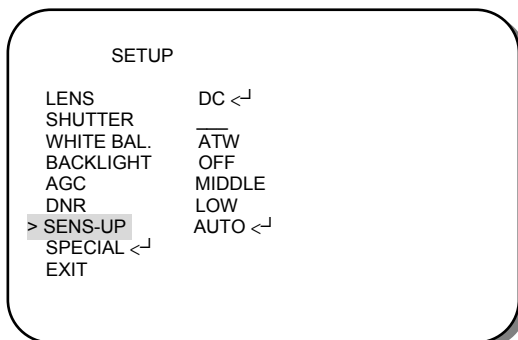 SETUP
LENS DC ↵
SHUTTER ___
WHITE BAL. ATW
BACKLIGHT OFF
AGC MIDDLE
DNR LOW
> SENS-UP AUTO ↵
SPECIAL ↵
EXIT